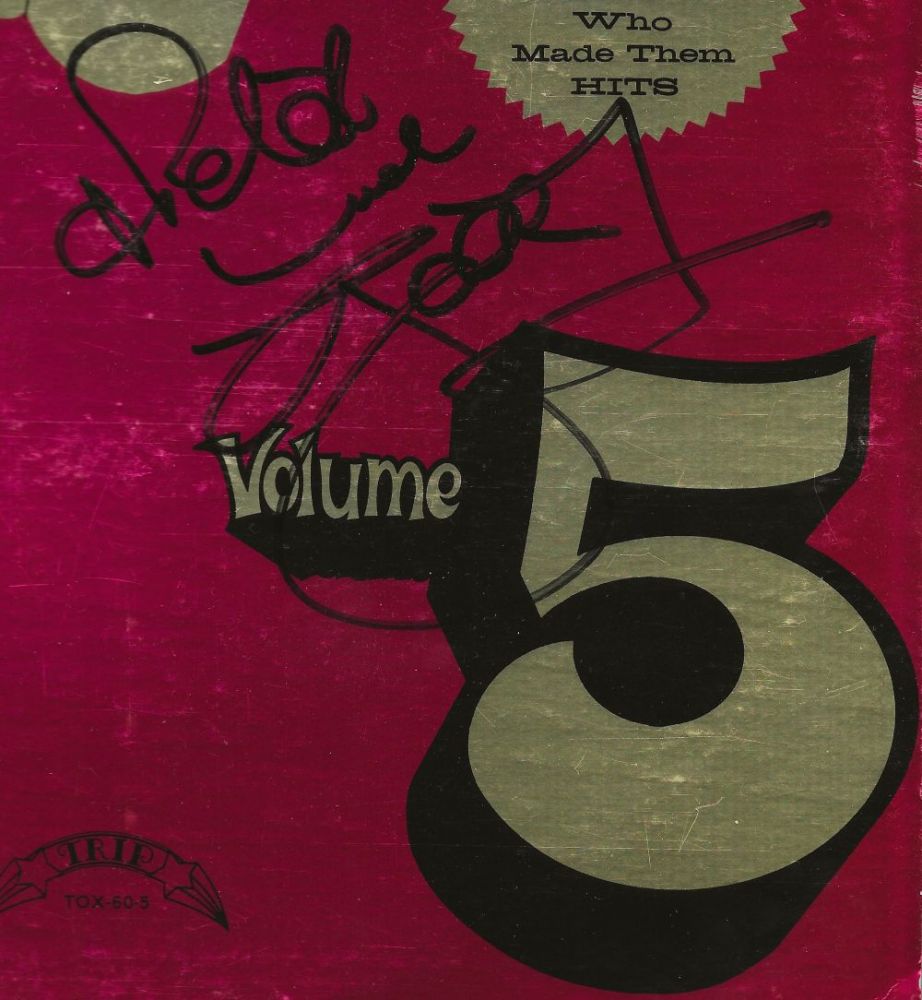 Who
Made Them
HITS
Volume
5
TRIP
TOX-60-5